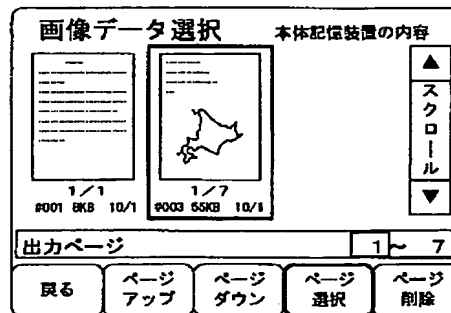 画像データ選択
本体記憶装置の内容
1/1
#001 8KB 10/1
1/7
#003 55KB 10/1
▲
スクロール
▼
出力ページ
1～ 7
戻る
ページアップ
ページダウン
ページ選択
ページ削除